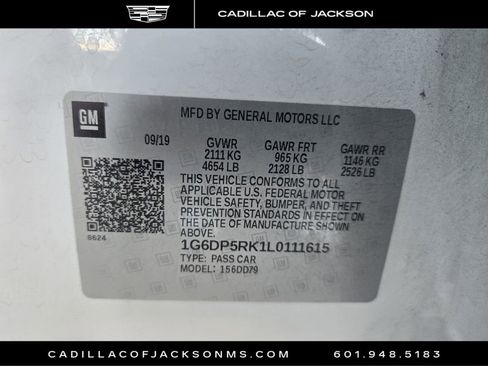 CADILLAC OF JACKSON
GM
MFD BY GENERAL MOTORS LLC
09/19 GVWR GAWR FRT GAWR RR
2111 KG 965 KG 1146 KG
4654 LB 2128 LB 2526 LB
THIS VEHICLE CONFORMS TO ALL
APPLICABLE U.S. FEDERAL MOTOR
VEHICLE SAFETY, BUMPER, AND THEFT
PREVENTION STANDARDS IN EFFECT ON
THE DATE OF MANUFACTURE SHOWN
ABOVE.
8624
1G6DP5RK1L0111615
TYPE: PASS CAR
MODEL: 156DD79
CADILLACOFJACKSONMS.COM 601.948.5183